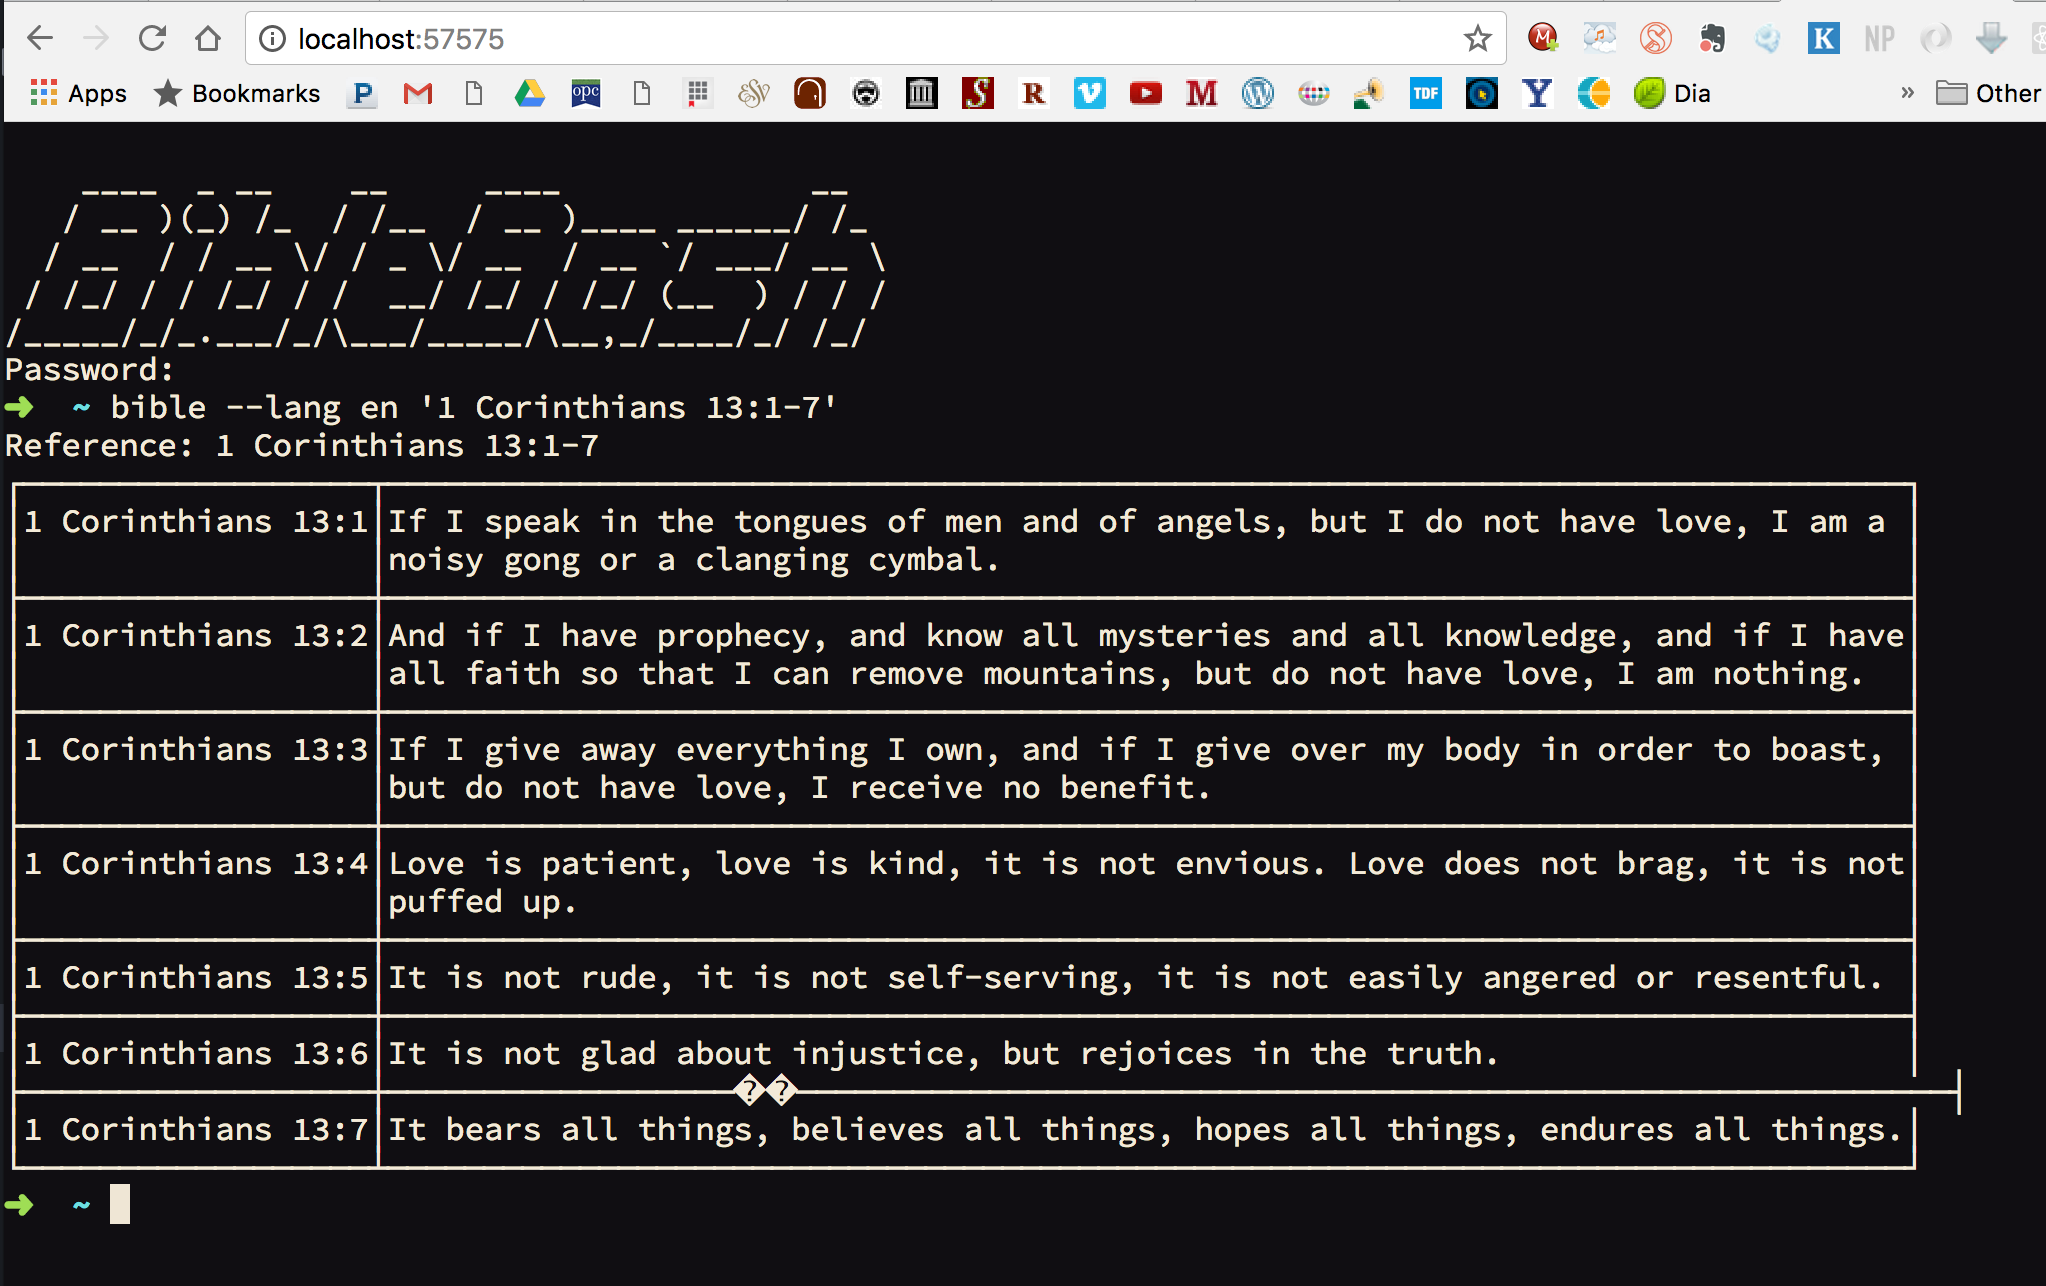 localhost:57575
M K NP
Apps Bookmarks P M opc ESV S R V M W TDF Y Dia » Other
BibleBash
Password:
➜ ~ bible --lang en '1 Corinthians 13:1-7'
Reference: 1 Corinthians 13:1-7
1 Corinthians 13:1 If I speak in the tongues of men and of angels, but I do not have love, I am a
noisy gong or a clanging cymbal.
1 Corinthians 13:2 And if I have prophecy, and know all mysteries and all knowledge, and if I have
all faith so that I can remove mountains, but do not have love, I am nothing.
1 Corinthians 13:3 If I give away everything I own, and if I give over my body in order to boast,
but do not have love, I receive no benefit.
1 Corinthians 13:4 Love is patient, love is kind, it is not envious. Love does not brag, it is not
puffed up.
1 Corinthians 13:5 It is not rude, it is not self-serving, it is not easily angered or resentful.
1 Corinthians 13:6 It is not glad about injustice, but rejoices in the truth.
��
1 Corinthians 13:7 It bears all things, believes all things, hopes all things, endures all things.
➜ ~